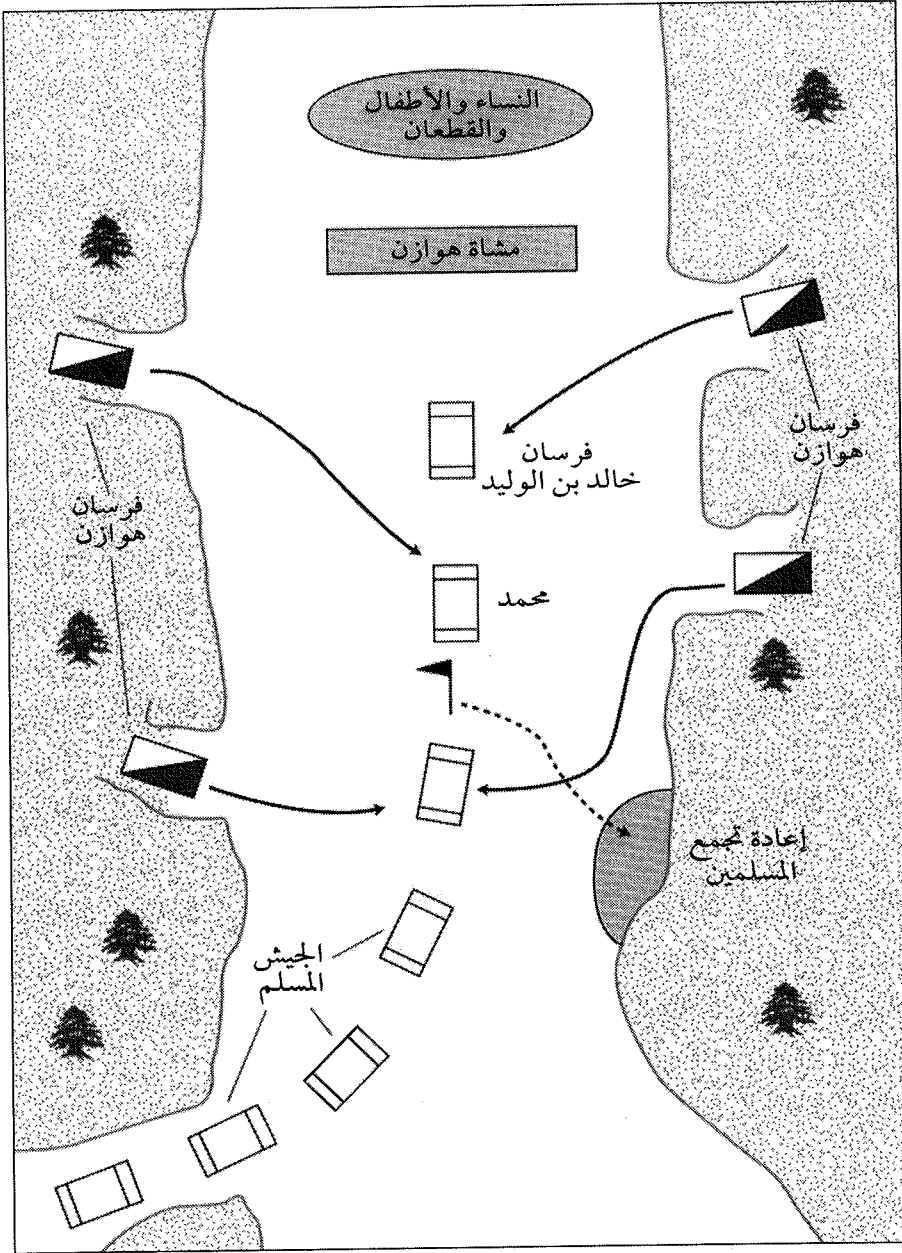 النساء والأطفال
والقطعان
مشاة هوازن
فرسان
هوازن
فرسان
خالد بن الوليد
فرسان
هوازن
محمد
إعادة تجمع
المسلمين
الجيش
المسلم